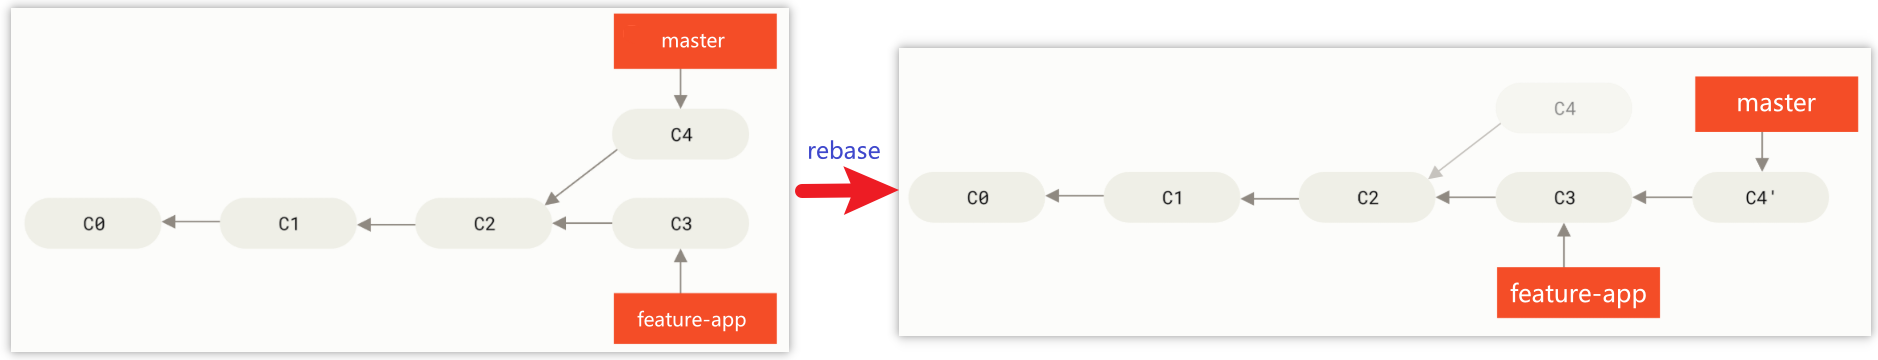 master
C4
C0
C1
C2
C3
feature-app
rebase
C4
master
C0
C1
C2
C3
C4'
feature-app